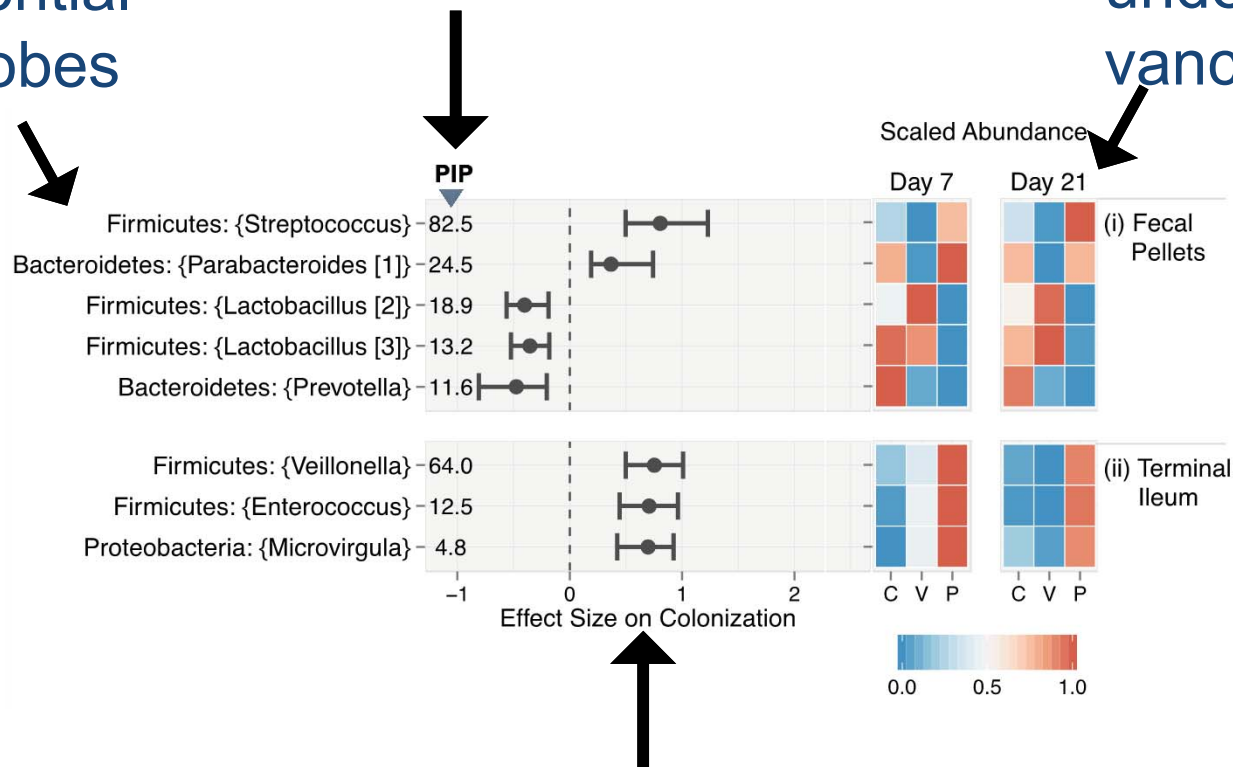 obes
vanc
Scaled Abundance
PIP
Day 7
Day 21
Firmicutes: {Streptococcus}
82.5
(i) Fecal
Pellets
Bacteroidetes: {Parabacteroides [1]}
24.5
Firmicutes: {Lactobacillus [2]}
18.9
Firmicutes: {Lactobacillus [3]}
13.2
Bacteroidetes: {Prevotella}
11.6
Firmicutes: {Veillonella}
64.0
(ii) Terminal
Ileum
Firmicutes: {Enterococcus}
12.5
Proteobacteria: {Microvirgula}
4.8
−1 0 1 2
C V P
C V P
Effect Size on Colonization
0.0 0.5 1.0